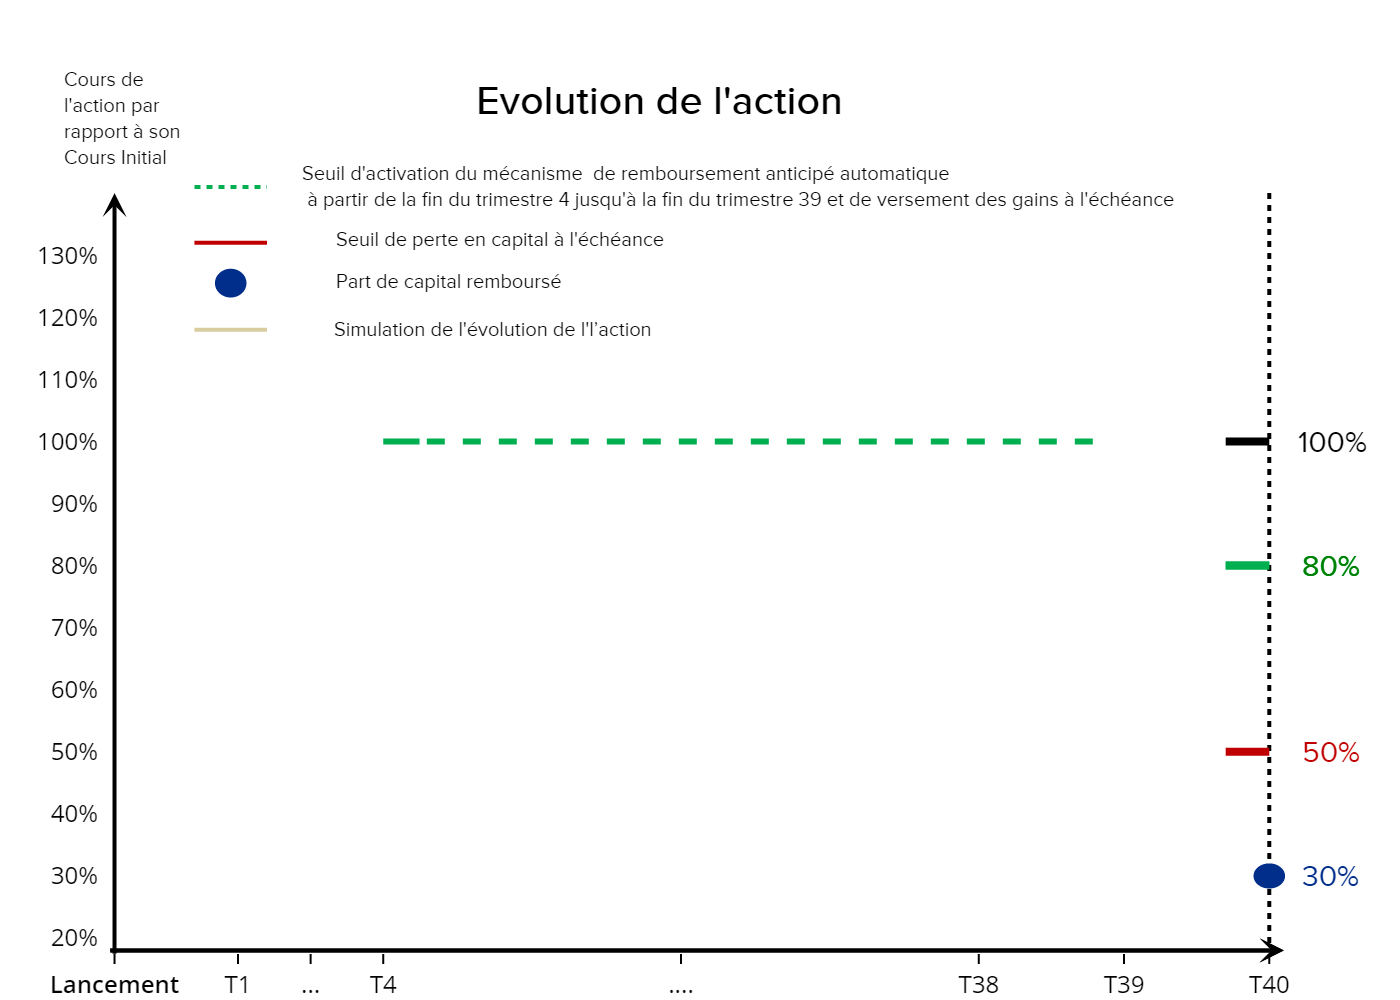 Cours de
l'action par
rapport à son
Cours Initial
Evolution de l'action
Seuil d'activation du mécanisme  de remboursement anticipé automatique
à partir de la fin du trimestre 4 jusqu'à la fin du trimestre 39 et de versement des gains à l'échéance
Seuil de perte en capital à l'échéance
Part de capital remboursé
Simulation de l'évolution de l'l’action
130%
120%
110%
100%
100%
90%
80%
80%
70%
60%
50%
50%
40%
30%
30%
20%
Lancement T1 ... T4 .... T38 T39 T40